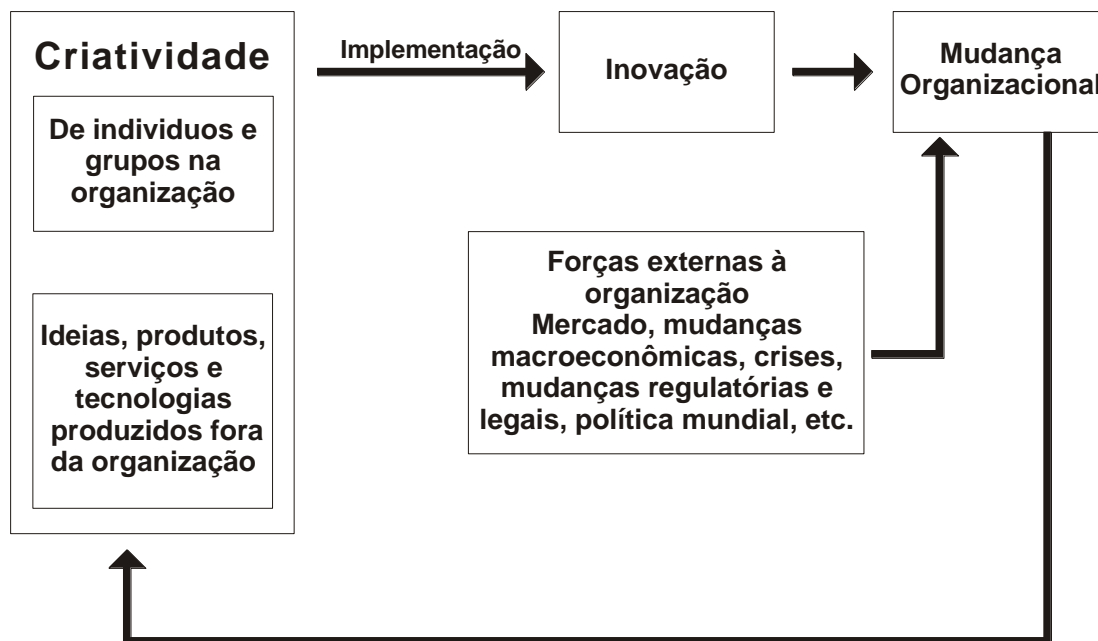 Criatividade
De individuos e
grupos na
organização
Ideias, produtos,
serviços e
tecnologias
produzidos fora
da organização
Implementação
Inovação
Mudança
Organizacional
Forças externas à
organização
Mercado, mudanças
macroeconômicas, crises,
mudanças regulatórias e
legais, política mundial, etc.